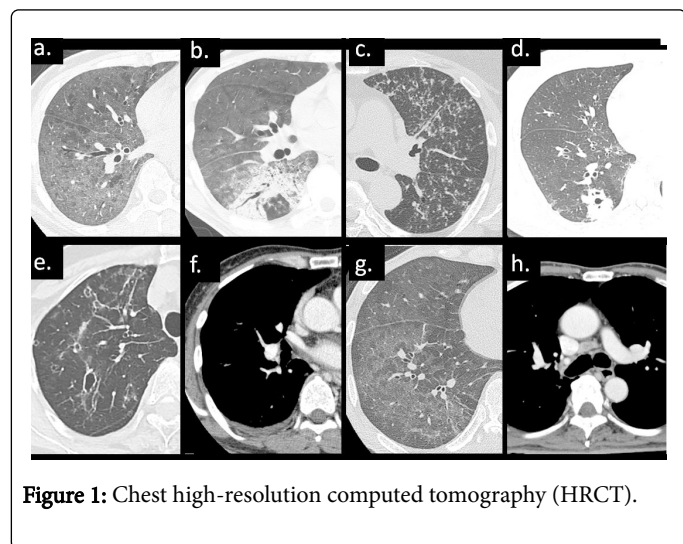 a. b. c. d.
e. f. g. h.
Figure 1: Chest high-resolution computed tomography (HRCT).